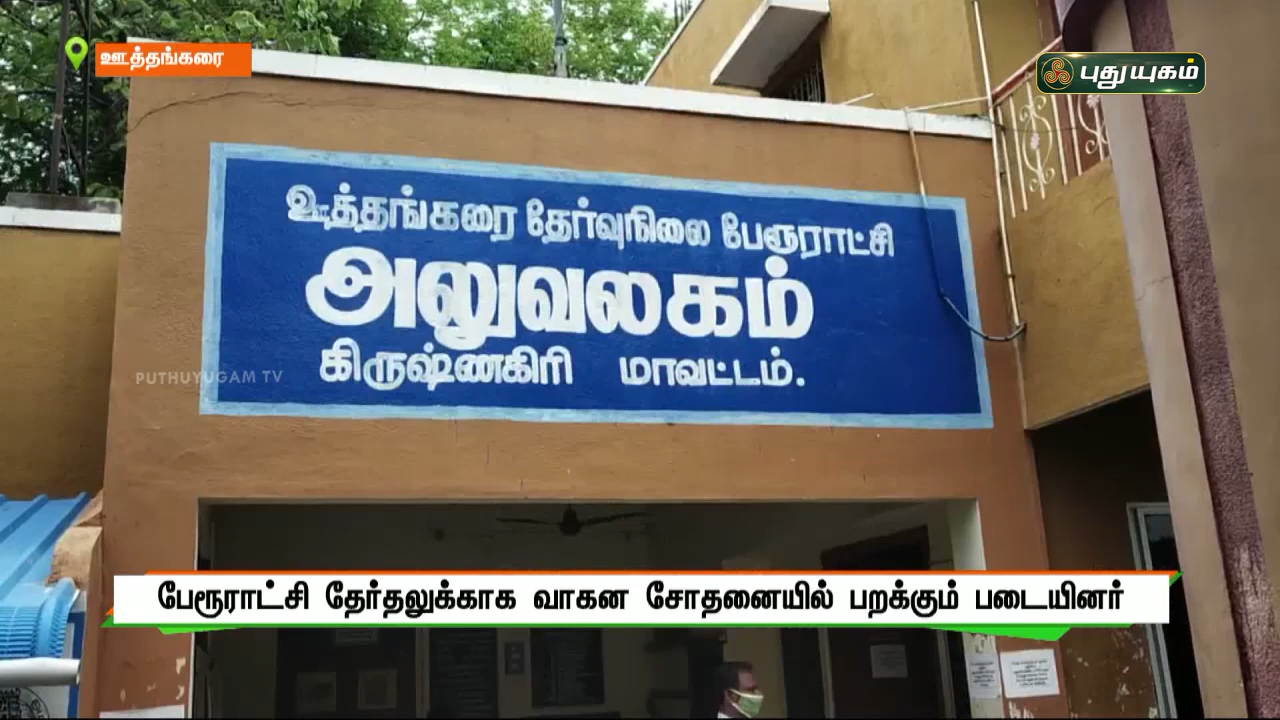 ஊத்தங்கரை
புதுயுகம்
ஊத்தங்கரை தேர்வுநிலை பேரூராட்சி
அலுவலகம்
கிருஷ்ணகிரி மாவட்டம்.
PUTHUYUGAM TV
பேரூராட்சி தேர்தலுக்காக வாகன சோதனையில் பறக்கும் படையினர்